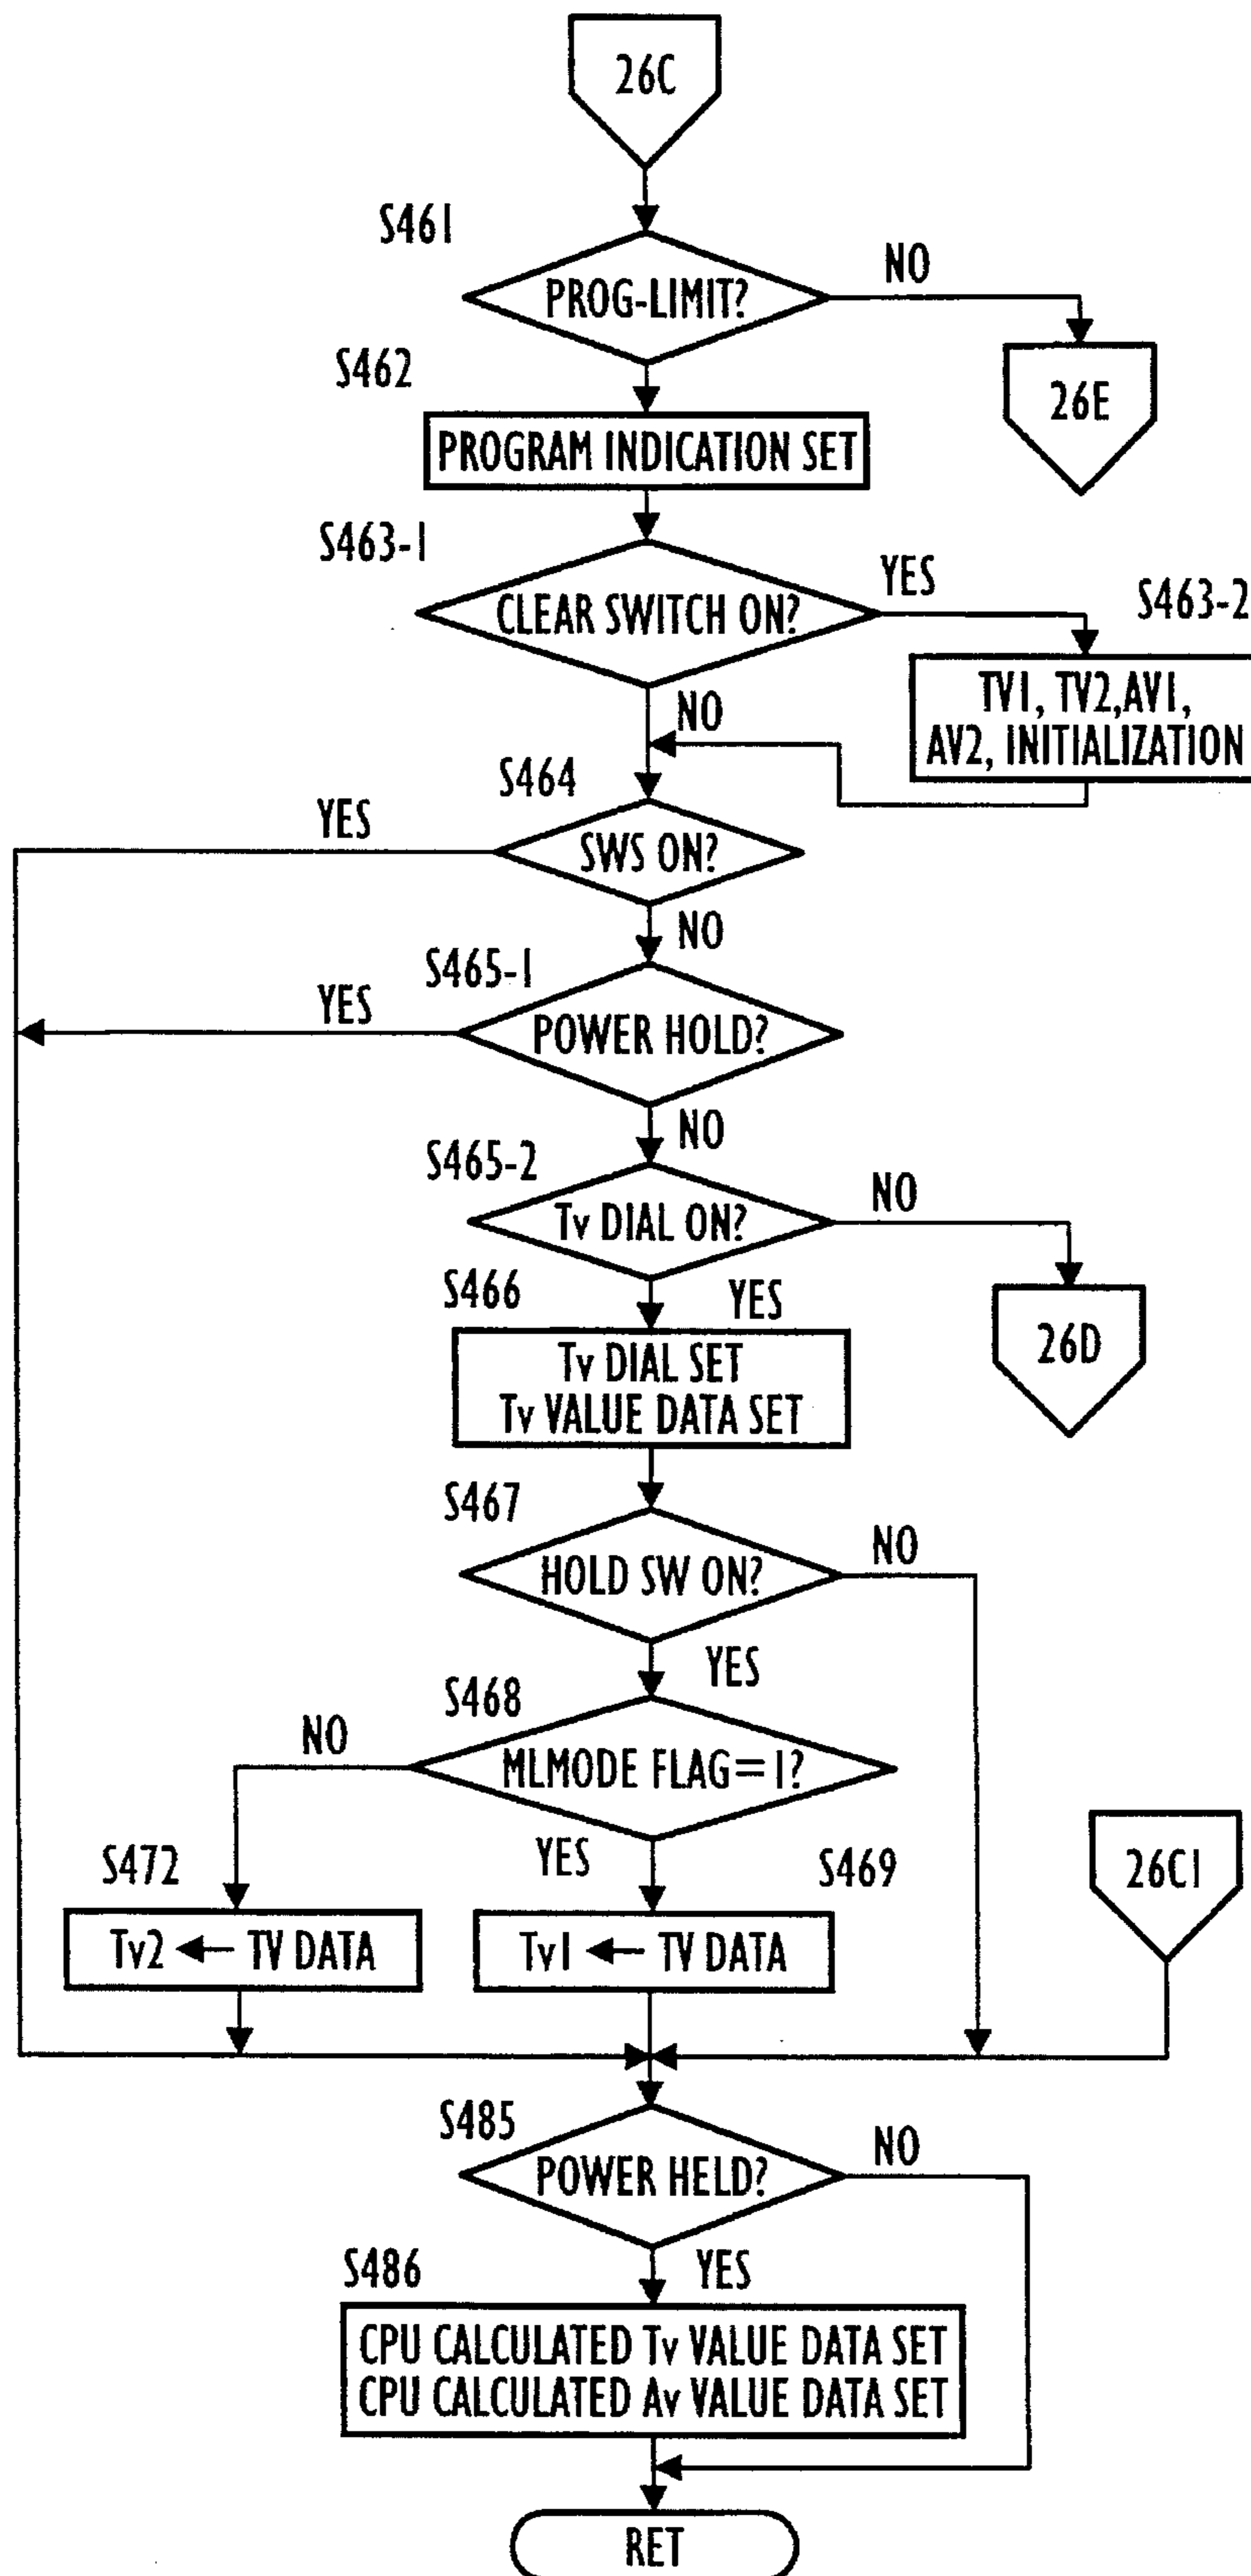 26C
S461
PROG-LIMIT?
NO
26E
S462
PROGRAM INDICATION SET
S463-1
CLEAR SWITCH ON?
YES
S463-2
TV1, TV2,AV1,
AV2, INITIALIZATION
NO
S464
YES
SWS ON?
NO
S465-1
YES
POWER HOLD?
NO
S465-2
Tv DIAL ON?
NO
26D
S466
YES
Tv DIAL SET
Tv VALUE DATA SET
S467
HOLD SW ON?
NO
YES
S468
NO
MLMODE FLAG=1?
S472
YES
S469
26C1
Tv2 ← TV DATA
Tv1 ← TV DATA
S485
POWER HELD?
NO
S486
YES
CPU CALCULATED Tv VALUE DATA SET
CPU CALCULATED Av VALUE DATA SET
RET